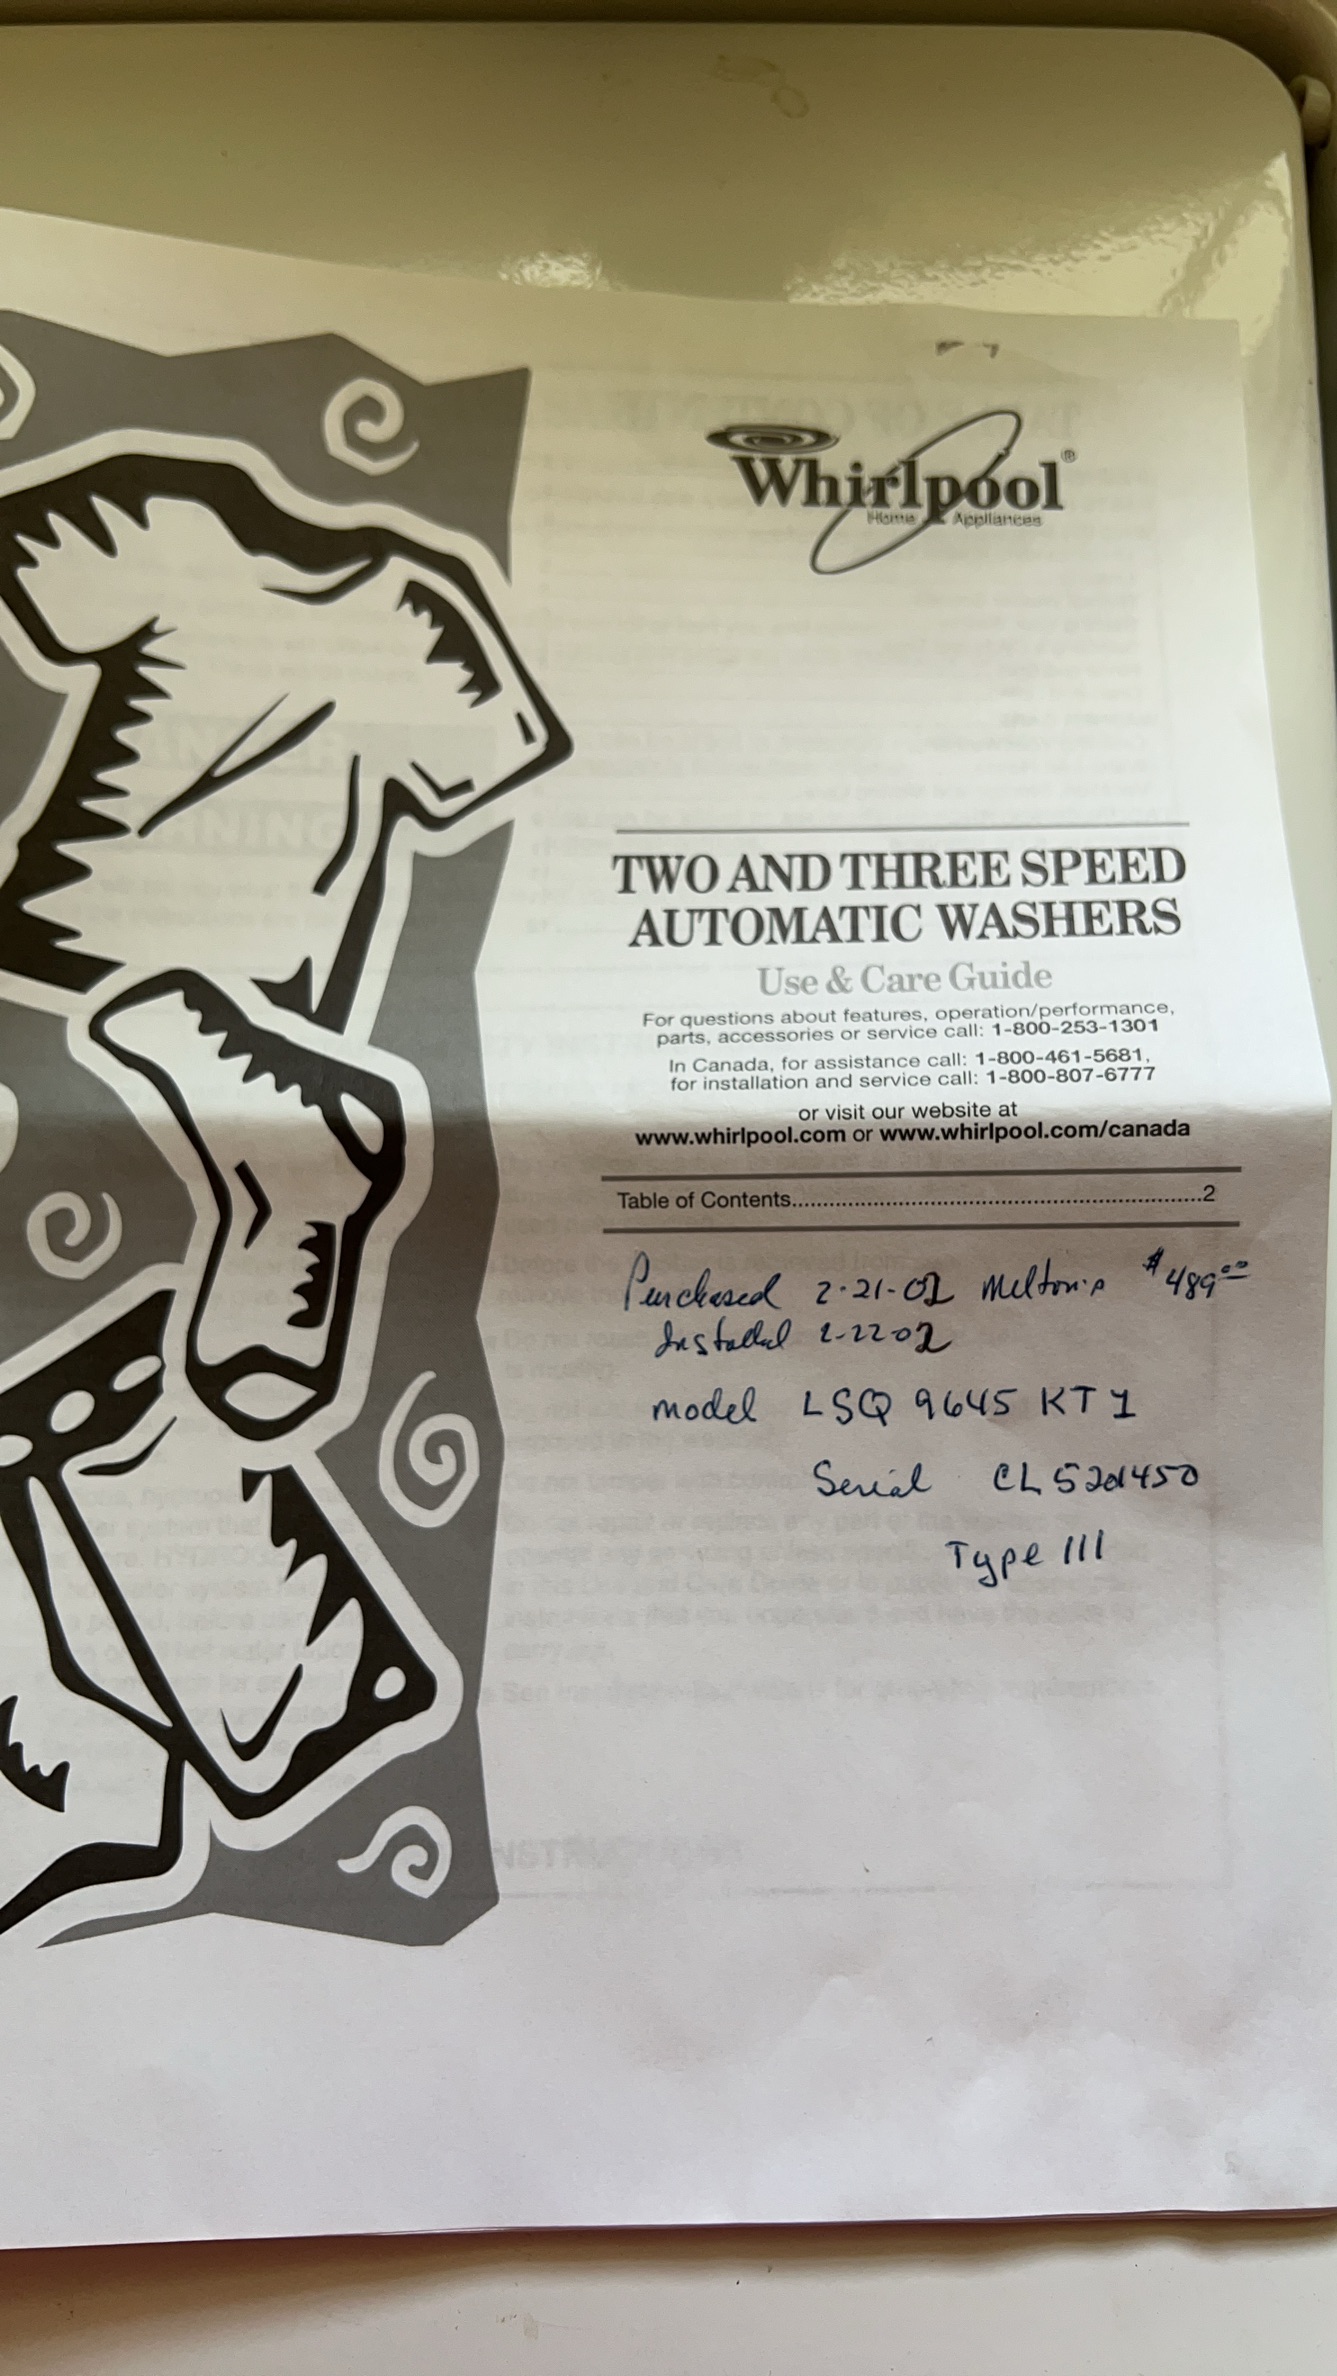 Whirlpool®
Home Appliances
TWO AND THREE SPEED
AUTOMATIC WASHERS
Use & Care Guide
For questions about features, operation/performance,
parts, accessories or service call: 1-800-253-1301
In Canada, for assistance call: 1-800-461-5681,
for installation and service call: 1-800-807-6777
or visit our website at
www.whirlpool.com or www.whirlpool.com/canada
Table of Contents....................................................................2
Purchased 2-21-02 Melton's $489.00
Installed 2-22-02
model LSQ 9645 KT1
Serial
Type III